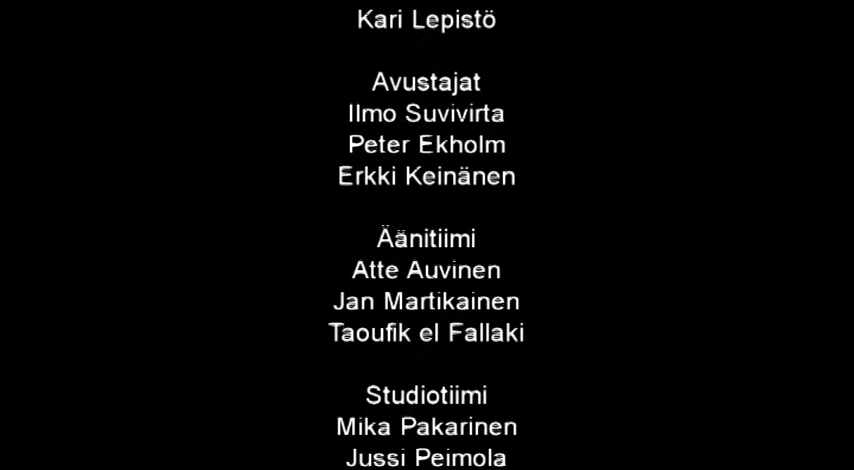 Kari Lepistö
Avustajat
Ilmo Suvivirta
Peter Ekholm
Erkki Keinänen
Äänitiimi
Atte Auvinen
Jan Martikainen
Taoufik el Fallaki
Studiotiimi
Mika Pakarinen
Jussi Peimola